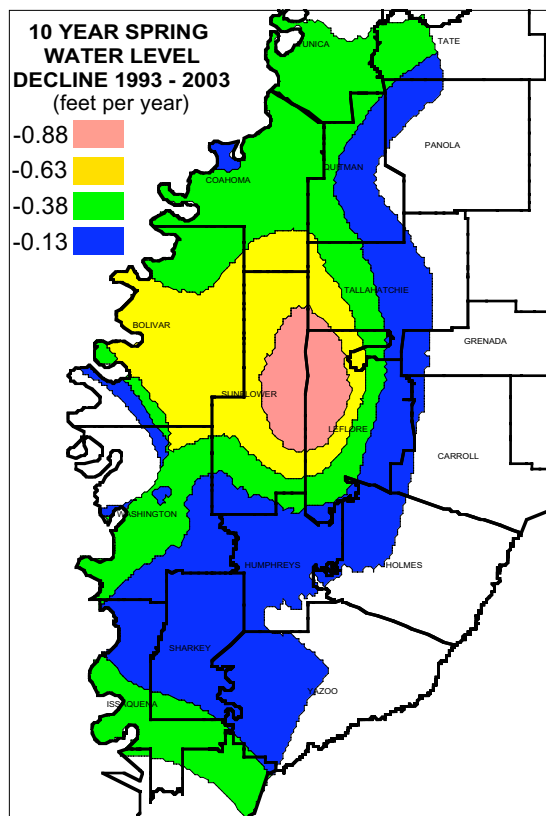 10 YEAR SPRING
WATER LEVEL
DECLINE 1993 - 2003
(feet per year)
-0.88
-0.63
-0.38
-0.13
TUNICA
TATE
PANOLA
QUITMAN
COAHOMA
TALLAHATCHIE
BOLIVAR
GRENADA
SUNFLOWER
LEFLORE
CARROLL
WASHINGTON
HUMPHREYS
HOLMES
SHARKEY
YAZOO
ISSAQUENA